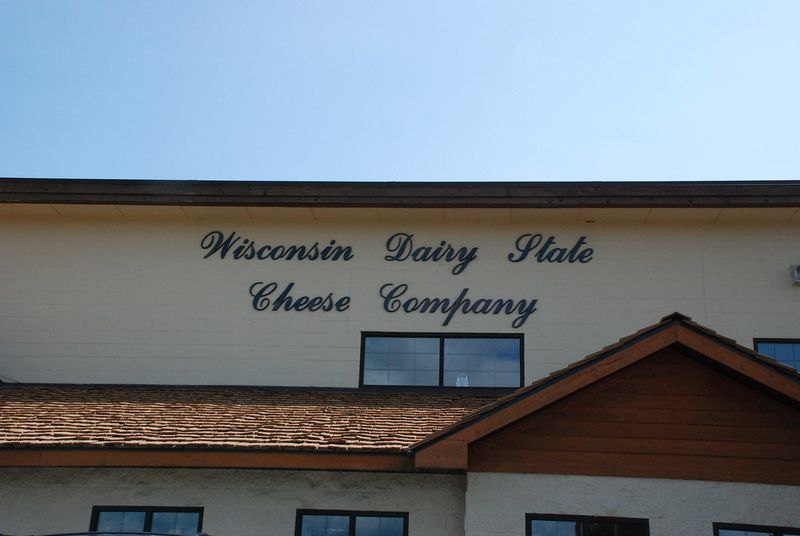 Wisconsin Dairy State
Cheese Company